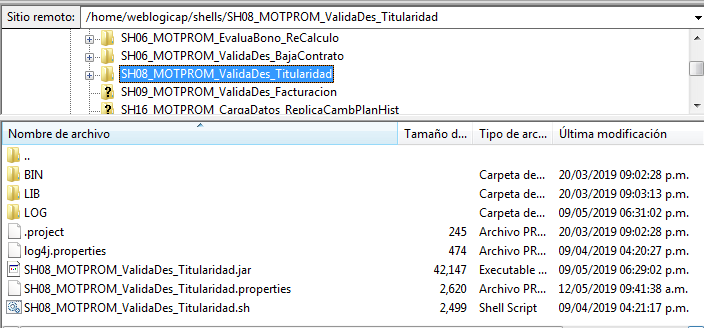 Sitio remoto: /home/weblogicap/shells/SH08_MOTPROM_ValidaDes_Titularidad
SH06_MOTPROM_EvaluaBono_ReCalculo
SH06_MOTPROM_ValidaDes_BajaContrato
SH08_MOTPROM_ValidaDes_Titularidad
SH09_MOTPROM_ValidaDes_Facturacion
SH16_MOTPROM_CargaDatos_ReplicaCambPlanHist
Nombre de archivo Tamaño d... Tipo de arc... Última modificación
..
BIN Carpeta de... 20/03/2019 09:02:28 p.m.
LIB Carpeta de... 20/03/2019 09:03:13 p.m.
LOG Carpeta de... 09/05/2019 06:31:02 p.m.
.project 245 Archivo PR... 20/03/2019 09:02:28 p.m.
log4j.properties 474 Archivo PR... 09/04/2019 04:20:27 p.m.
SH08_MOTPROM_ValidaDes_Titularidad.jar 42,147 Executable ... 09/05/2019 06:29:02 p.m.
SH08_MOTPROM_ValidaDes_Titularidad.properties 2,620 Archivo PR... 12/05/2019 09:41:38 a.m.
SH08_MOTPROM_ValidaDes_Titularidad.sh 2,499 Shell Script 09/04/2019 04:21:17 p.m.